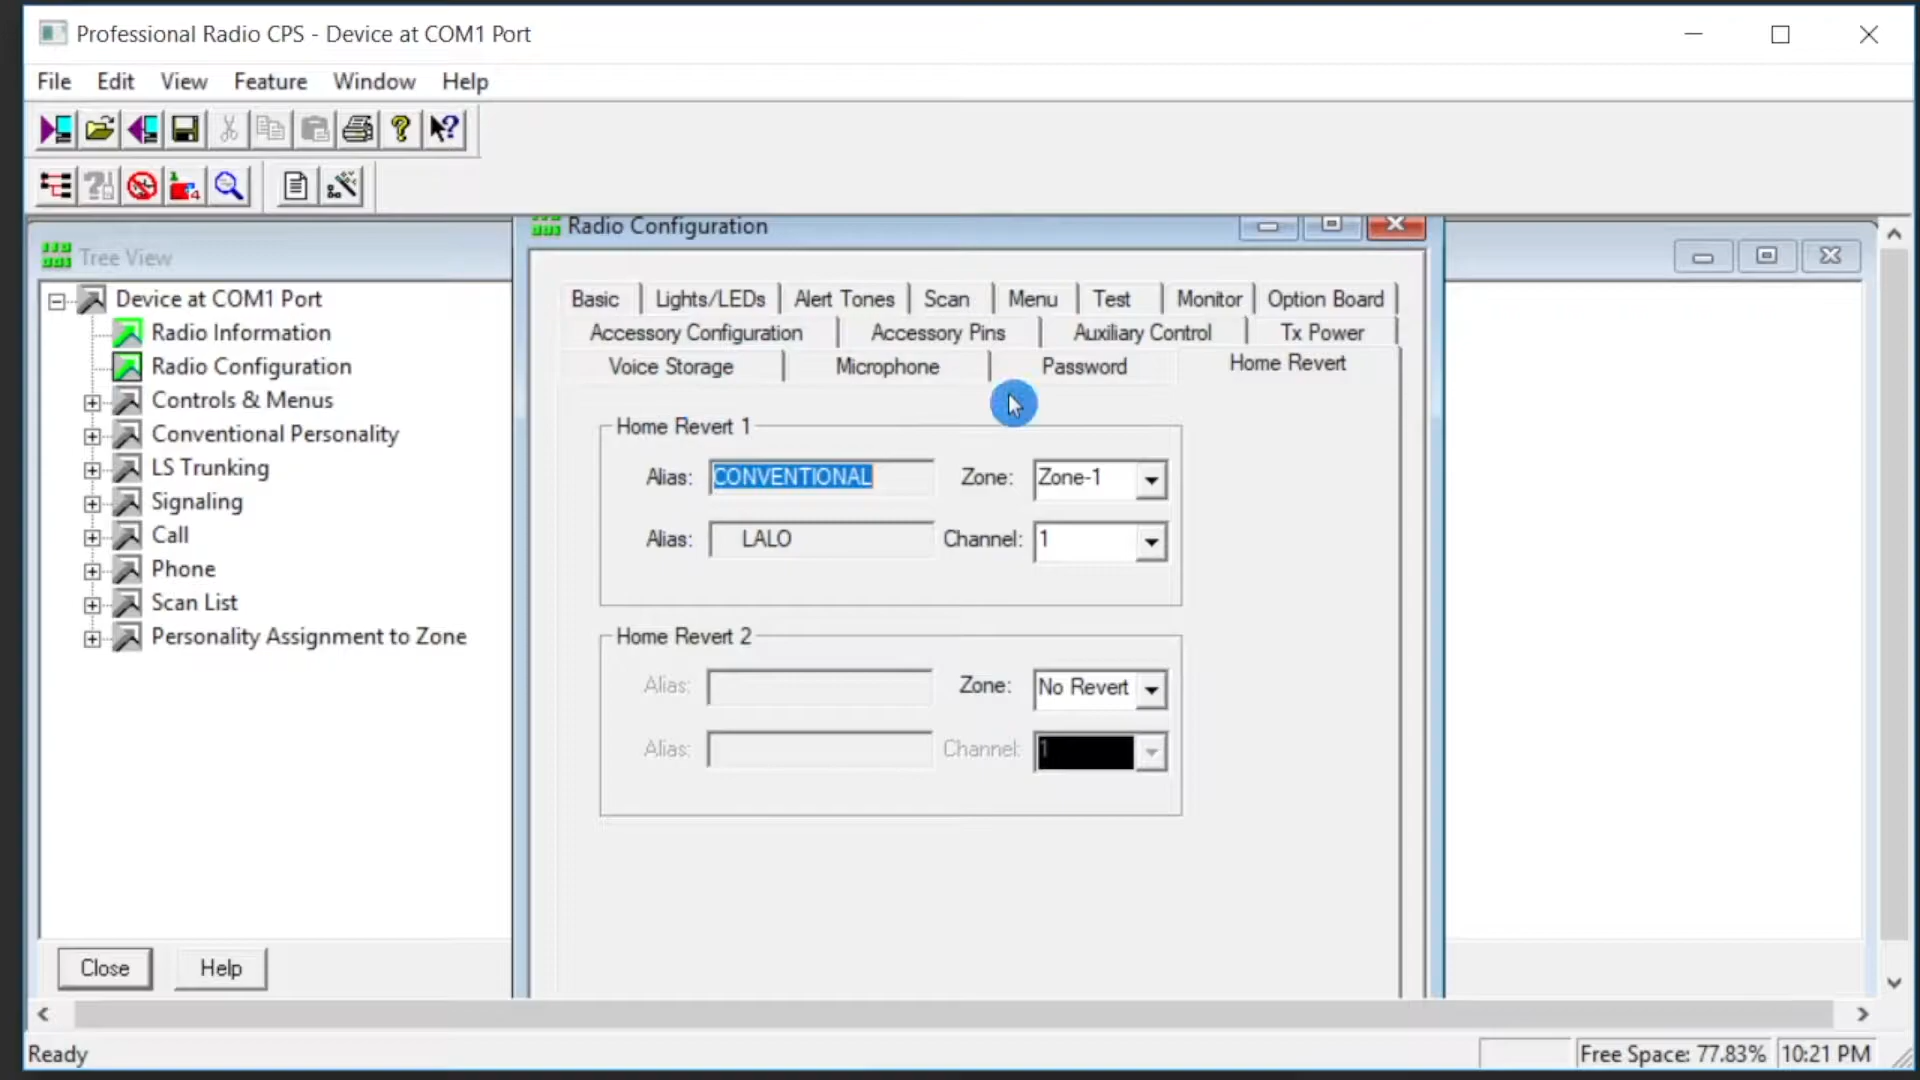 Professional Radio CPS - Device at COM1 Port
File Edit View Feature Window Help
Tree View
Device at COM1 Port
Radio Information
Radio Configuration
Controls & Menus
Conventional Personality
LS Trunking
Signaling
Call
Phone
Scan List
Personality Assignment to Zone
Close Help
Radio Configuration
Basic Lights/LEDs Alert Tones Scan Menu Test Monitor Option Board
Accessory Configuration Accessory Pins Auxiliary Control Tx Power
Voice Storage Microphone Password Home Revert
Home Revert 1
Alias: CONVENTIONAL Zone: Zone-1
Alias: LALO Channel: 1
Home Revert 2
Alias: Zone: No Revert
Alias: Channel: 1
Ready Free Space: 77.83% 10:21 PM